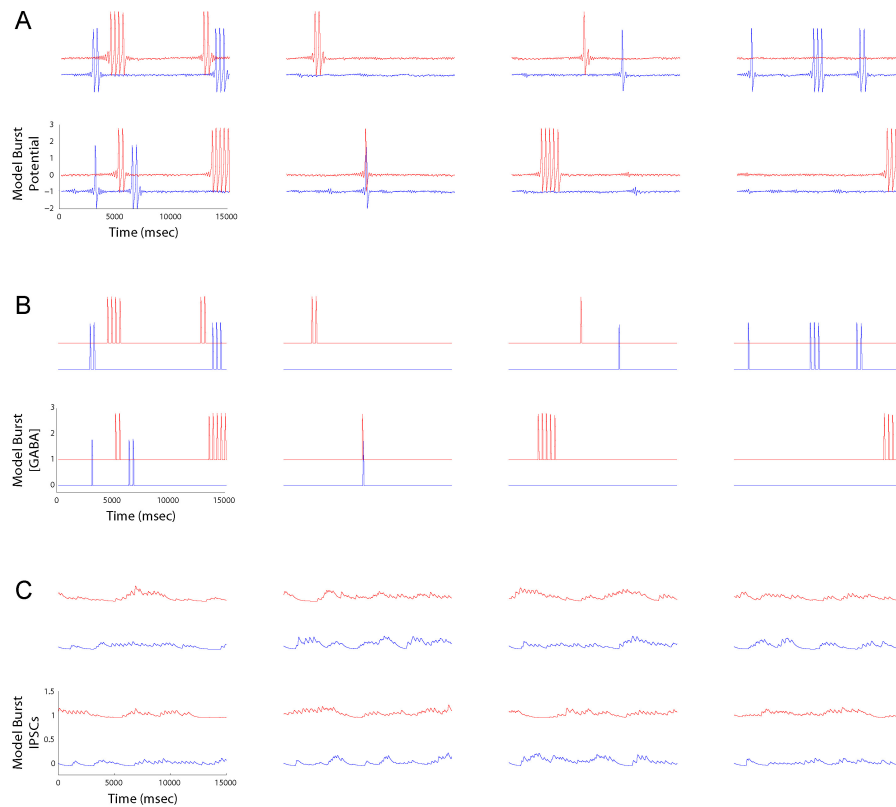 A
Model Burst
Potential
3
2
1
0
−1
−2
0
5000
10000
15000
Time (msec)
B
Model Burst
[GABA]
3
2
1
0
0
5000
10000
15000
Time (msec)
C
Model Burst
IPSCs
1.5
1
0.5
0
0
5000
10000
15000
Time (msec)